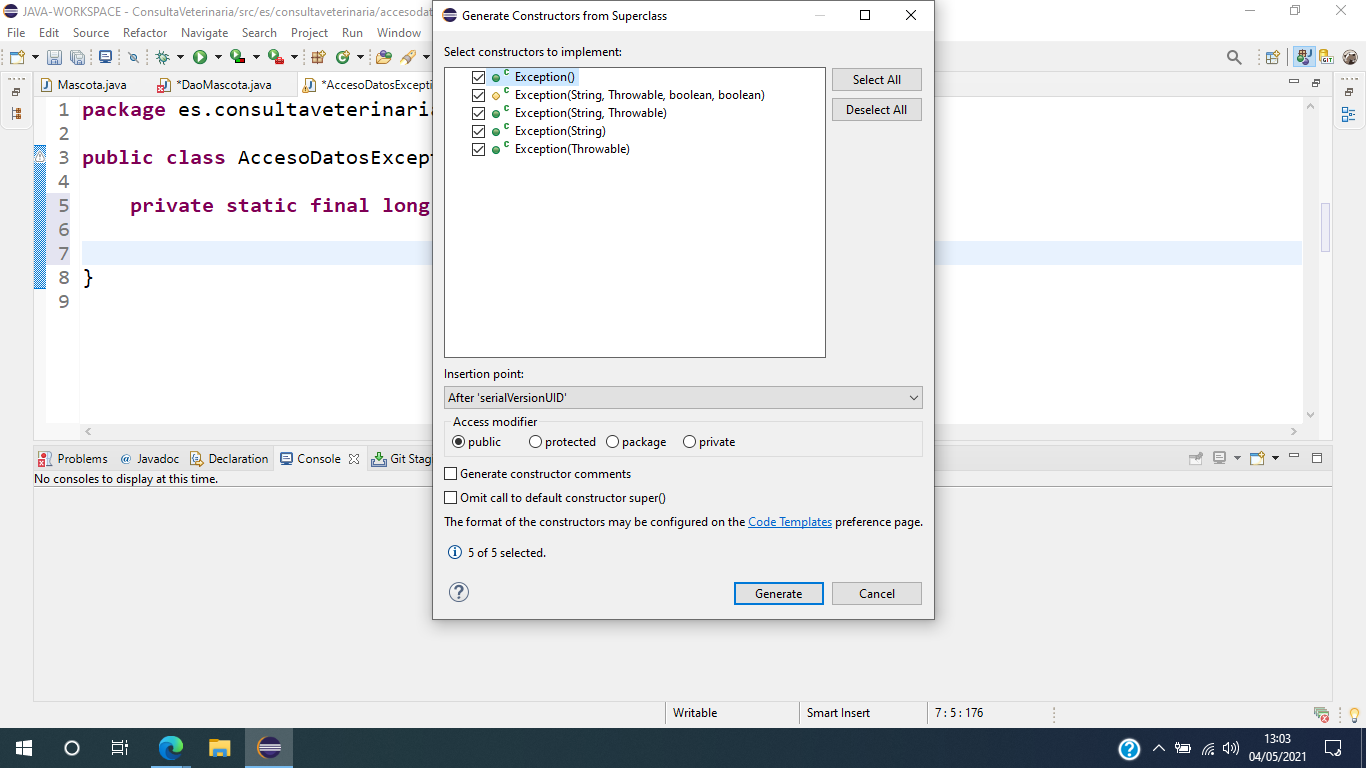 JAVA-WORKSPACE - ConsultaVeterinaria/src/es/consultaveterinaria/accesodat
File Edit Source Refactor Navigate Search Project Run Window
Mascota.java *DaoMascota.java *AccesoDatosExcepti
1 package es.consultaveterinari
2
3 public class AccesoDatosExcept
4
5 private static final long
6
7
8 }
9
Generate Constructors from Superclass
Select constructors to implement:
Exception()
Exception(String, Throwable, boolean, boolean)
Exception(String, Throwable)
Exception(String)
Exception(Throwable)
Select All
Deselect All
Insertion point:
After 'serialVersionUID'
Access modifier
public protected package private
Generate constructor comments
Omit call to default constructor super()
The format of the constructors may be configured on the Code Templates preference page.
5 of 5 selected.
Generate Cancel
Problems @ Javadoc Declaration Console Git Stag
No consoles to display at this time.
Writable Smart Insert 7 : 5 : 176
13:03
04/05/2021